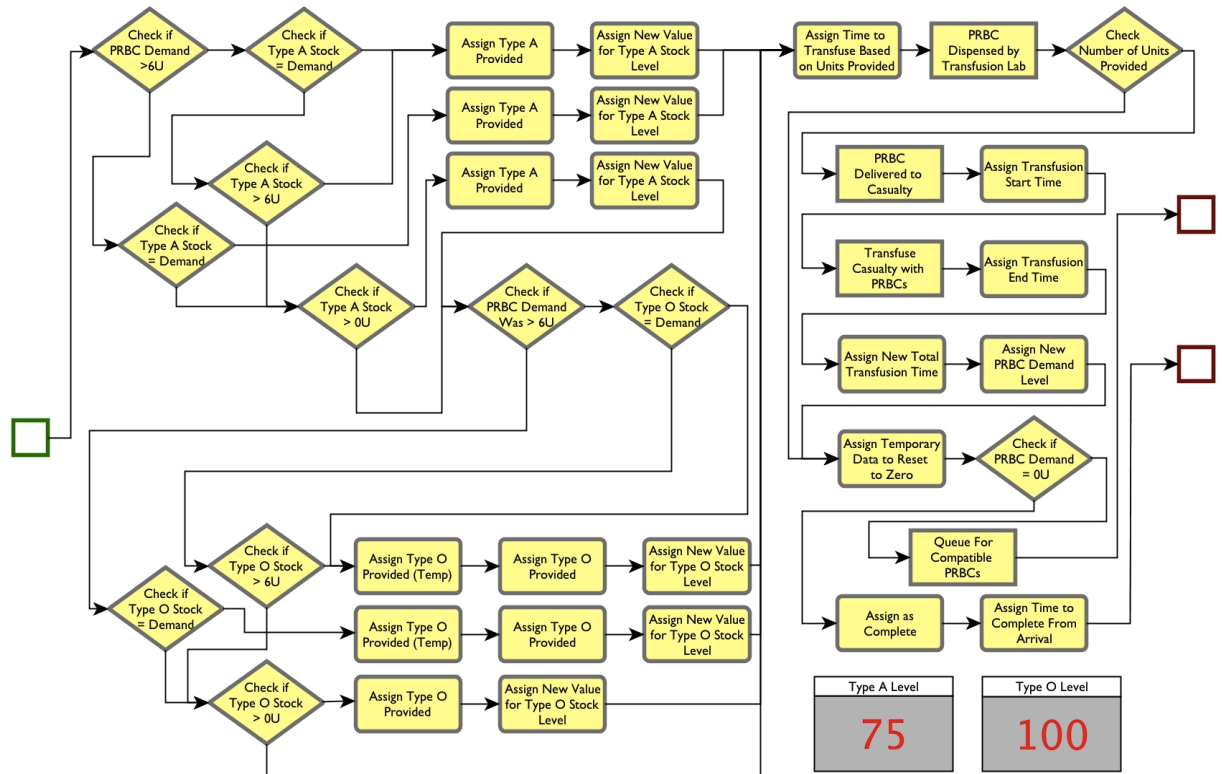 Check if
PRBC Demand
>6U
Check if
Type A Stock
= Demand
Assign Type A
Provided
Assign New Value
for Type A Stock
Level
Assign Type A
Provided
Assign New Value
for Type A Stock
Level
Check if
Type A Stock
> 6U
Assign Type A
Provided
Assign New Value
for Type A Stock
Level
Check if
Type A Stock
= Demand
Check if
Type A Stock
> 0U
Check if
PRBC Demand
Was > 6U
Check if
Type O Stock
= Demand
Check if
Type O Stock
> 6U
Assign Type O
Provided (Temp)
Assign Type O
Provided
Assign New Value
for Type O Stock
Level
Check if
Type O Stock
= Demand
Assign Type O
Provided (Temp)
Assign Type O
Provided
Assign New Value
for Type O Stock
Level
Check if
Type O Stock
> 0U
Assign Type O
Provided
Assign New Value
for Type O Stock
Level
Assign Time to
Transfuse Based
on Units Provided
PRBC
Dispensed by
Transfusion Lab
Check
Number of Units
Provided
PRBC
Delivered to
Casualty
Assign Transfusion
Start Time
Transfuse
Casualty with
PRBCs
Assign Transfusion
End Time
Assign New Total
Transfusion Time
Assign New
PRBC Demand
Level
Assign Temporary
Data to Reset
to Zero
Check if
PRBC Demand
= 0U
Queue For
Compatible
PRBCs
Assign as
Complete
Assign Time to
Complete From
Arrival
Type A Level
75
Type O Level
100